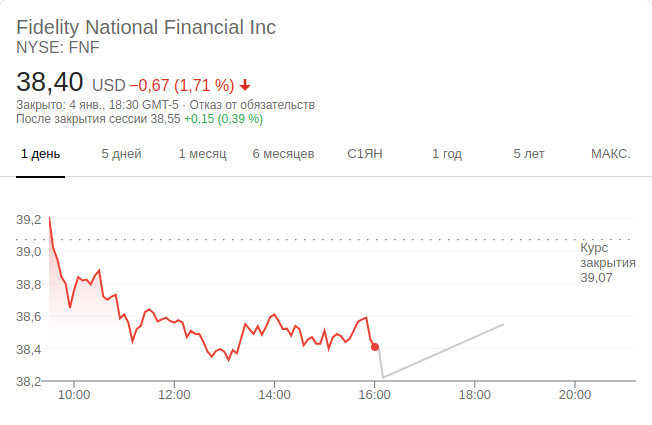 Fidelity National Financial Inc
NYSE: FNF
38,40 USD −0,67 (1,71 %)
Закрыто: 4 янв., 18:30 GMT-5 · Отказ от обязательств
После закрытия сессии 38,55 +0,15 (0,39 %)
1 день 5 дней 1 месяц 6 месяцев С1ЯН 1 год 5 лет МАКС.
39,2
39,0
38,8
38,6
38,4
38,2
Курс
закрытия
39,07
10:00 12:00 14:00 16:00 18:00 20:00